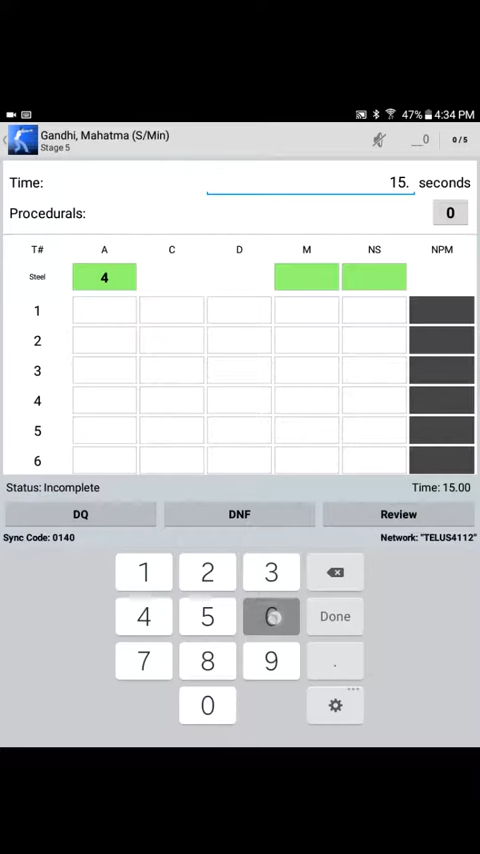 47% 4:34 PM
Gandhi, Mahatma (S/Min)
Stage 5
__0
0/5
Time: 15. seconds
Procedurals: 0
T# A C D M NS NPM
Steel 4
1
2
3
4
5
6
Status: Incomplete Time: 15.00
DQ DNF Review
Sync Code: 0140 Network: "TELUS4112"
1 2 3
4 5 6 Done
7 8 9 .
0